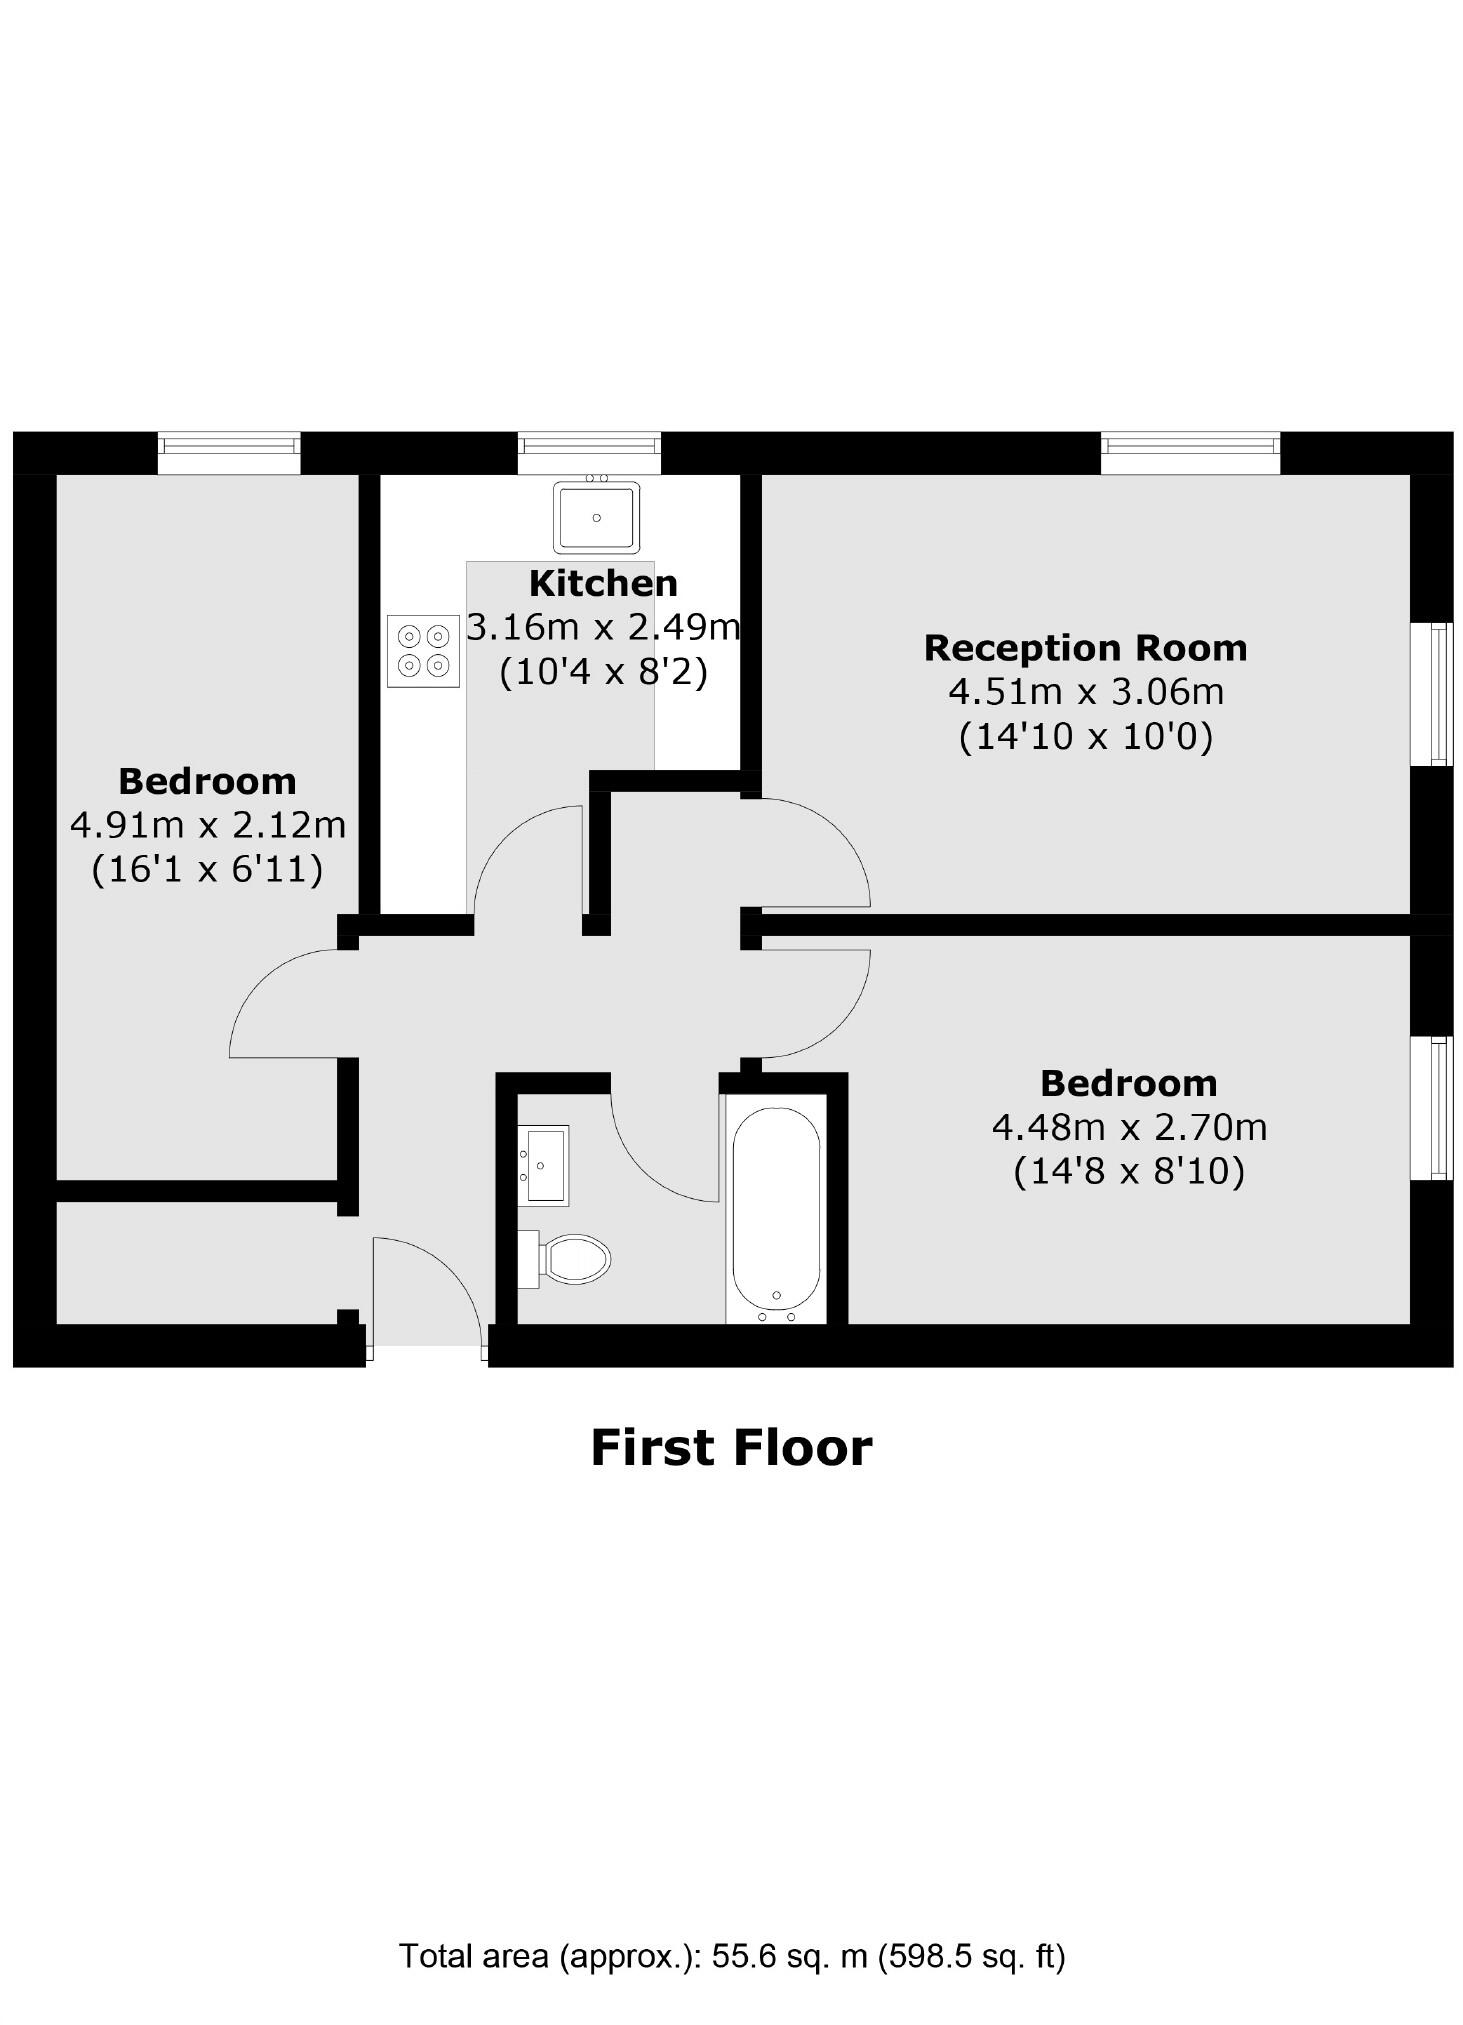 Kitchen
3.16m x 2.49m
(10'4 x 8'2)
Reception Room
4.51m x 3.06m
(14'10 x 10'0)
Bedroom
4.91m x 2.12m
(16'1 x 6'11)
Bedroom
4.48m x 2.70m
(14'8 x 8'10)
First Floor
Total area (approx.): 55.6 sq. m (598.5 sq. ft)